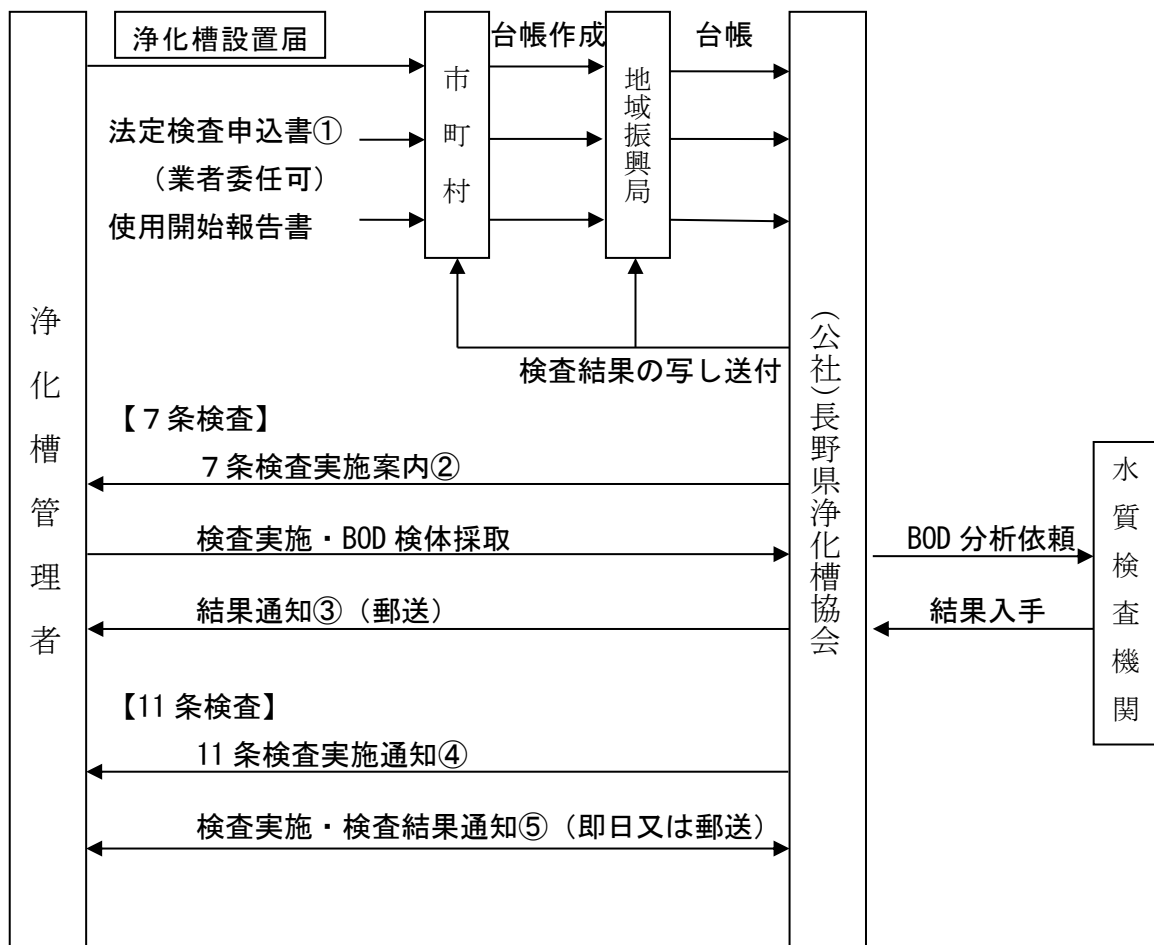 浄化槽設置届
台帳作成
台帳
市町村
地域振興局
法定検査申込書①
（業者委任可）
使用開始報告書
浄化槽管理者
（公社）長野県浄化槽協会
検査結果の写し送付
【７条検査】
７条検査実施案内②
水質検査機関
検査実施・BOD 検体採取
BOD 分析依頼
結果通知③（郵送）
結果入手
【11 条検査】
11 条検査実施通知④
検査実施・検査結果通知⑤（即日又は郵送）